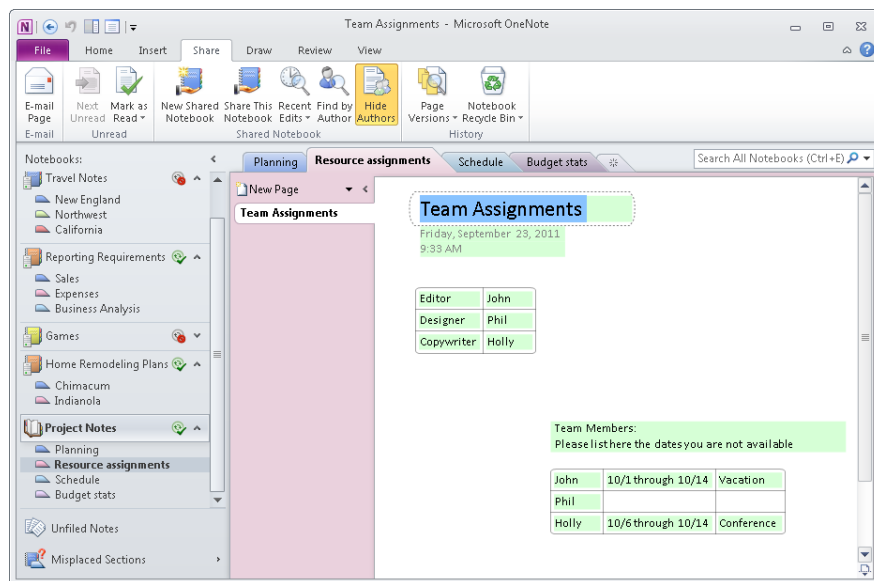 Team Assignments - Microsoft OneNote
File Home Insert Share Draw Review View
E-mail Page
Next Unread
Mark as Read
New Shared Notebook
Share This Notebook
Recent Edits
Find by Author
Hide Authors
Page Versions
Notebook Recycle Bin
E-mail Unread Shared Notebook History
Notebooks:
Travel Notes
New England
Northwest
California
Reporting Requirements
Sales
Expenses
Business Analysis
Games
Home Remodeling Plans
Chimacum
Indianola
Project Notes
Planning
Resource assignments
Schedule
Budget stats
Unfiled Notes
Misplaced Sections
Planning Resource assignments Schedule Budget stats
Search All Notebooks (Ctrl+E)
New Page
Team Assignments
Team Assignments
Friday, September 23, 2011
9:33 AM
Editor John
Designer Phil
Copywriter Holly
Team Members:
Please list here the dates you are not available
John 10/1 through 10/14 Vacation
Phil
Holly 10/6 through 10/14 Conference